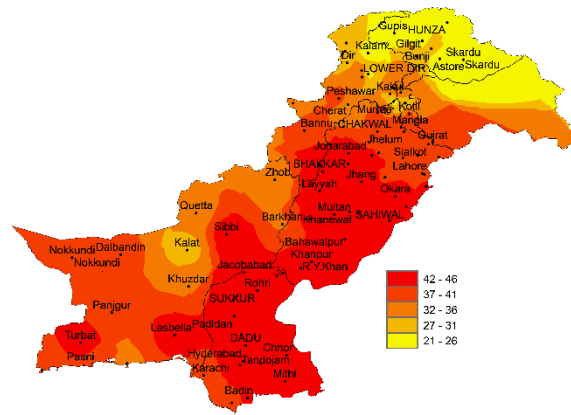 Gupis HUNZA
Kalam Gilgit
Dir Bunji Skardu
LOWER DIR Astore Skardu
Kakul
Peshawar
Cherat Murree Kotli
Bannu CHAKWAL Mangla
Jhelum Gujrat
Joharabad Sialkot
BHAKKAR Lahore
Zhob Jhang
Layyah Okara
Quetta Multan
Barkhan Khanewal SAHIWAL
Sibbi
Kalat Bahawalpur
Nokkundi Dalbandin Khanpur
Nokkundi Jacobabad R.Y.Khan
Khuzdar Rohri
SUKKUR
Panjgur
Lasbella Padidan
Turbat DADU
Pasni Hyderabad Chhor
Karachi Tandojam
Mithi
Badin
42 - 46
37 - 41
32 - 36
27 - 31
21 - 26